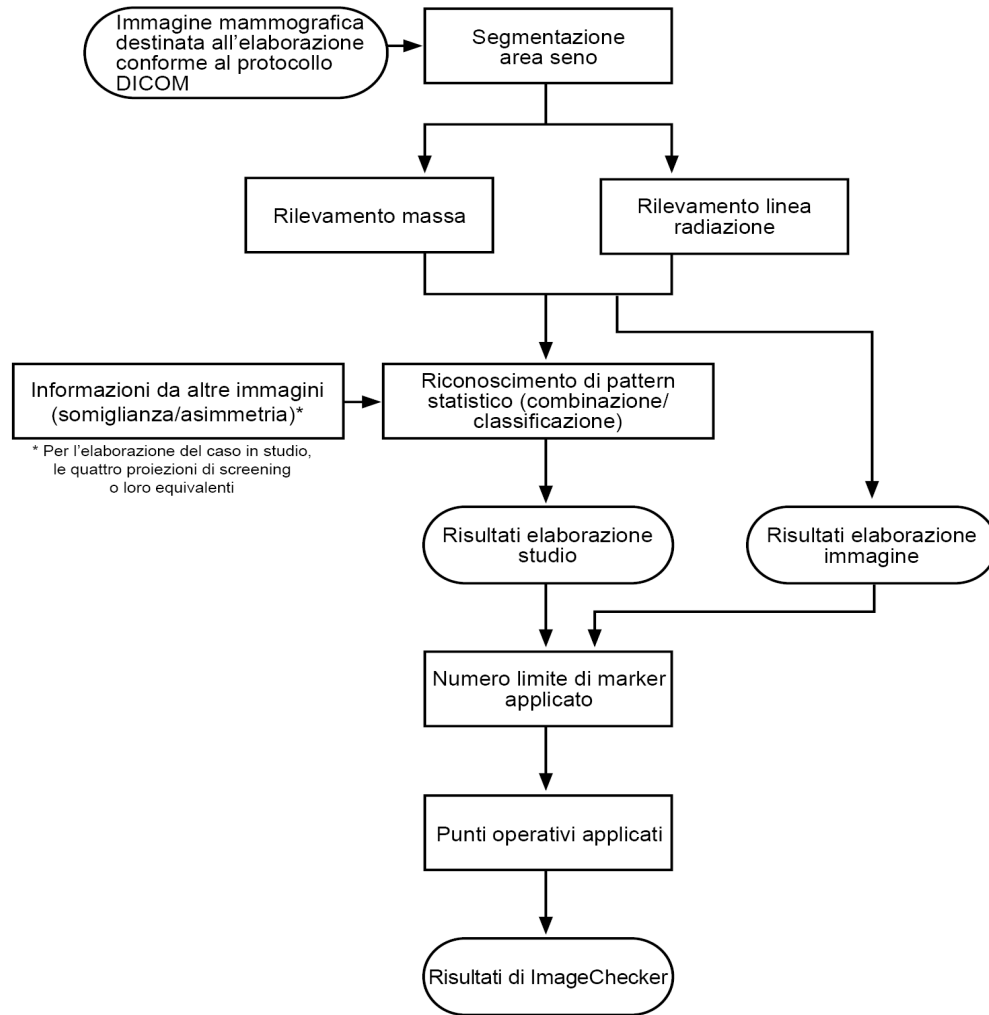 Immagine mammografica
destinata all'elaborazione
conforme al protocollo
DICOM
Segmentazione
area seno
Rilevamento massa
Rilevamento linea
radiazione
Informazioni da altre immagini
(somiglianza/asimmetria)*
* Per l'elaborazione del caso in studio,
le quattro proiezioni di screening
o loro equivalenti
Riconoscimento di pattern
statistico (combinazione/
classificazione)
Risultati elaborazione
studio
Risultati elaborazione
immagine
Numero limite di marker
applicato
Punti operativi applicati
Risultati di ImageChecker